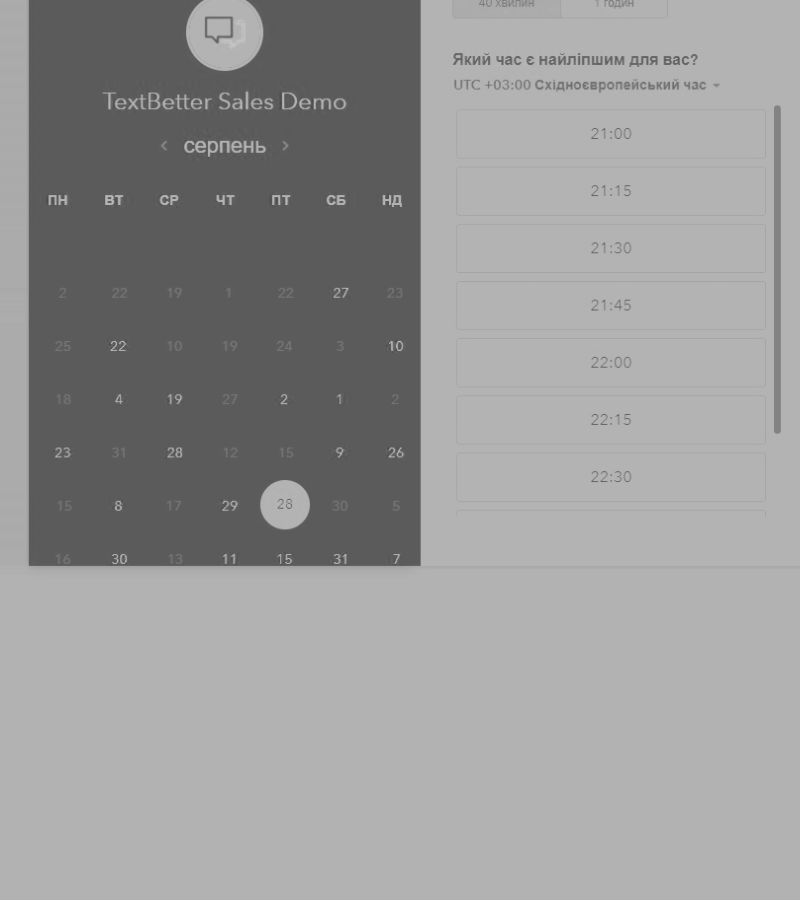 TextBetter Sales Demo
серпень
ПН ВТ СР ЧТ ПТ СБ НД
2 22 19 1 22 27 23
25 22 10 19 24 3 10
18 4 19 27 2 1 2
23 31 28 12 15 9 26
15 8 17 29 28 30 5
16 30 13 11 15 31 7
40 хвилин 1 годин
Який час є найліпшим для вас?
UTC +03:00 Східноєвропейський час
21:00
21:15
21:30
21:45
22:00
22:15
22:30